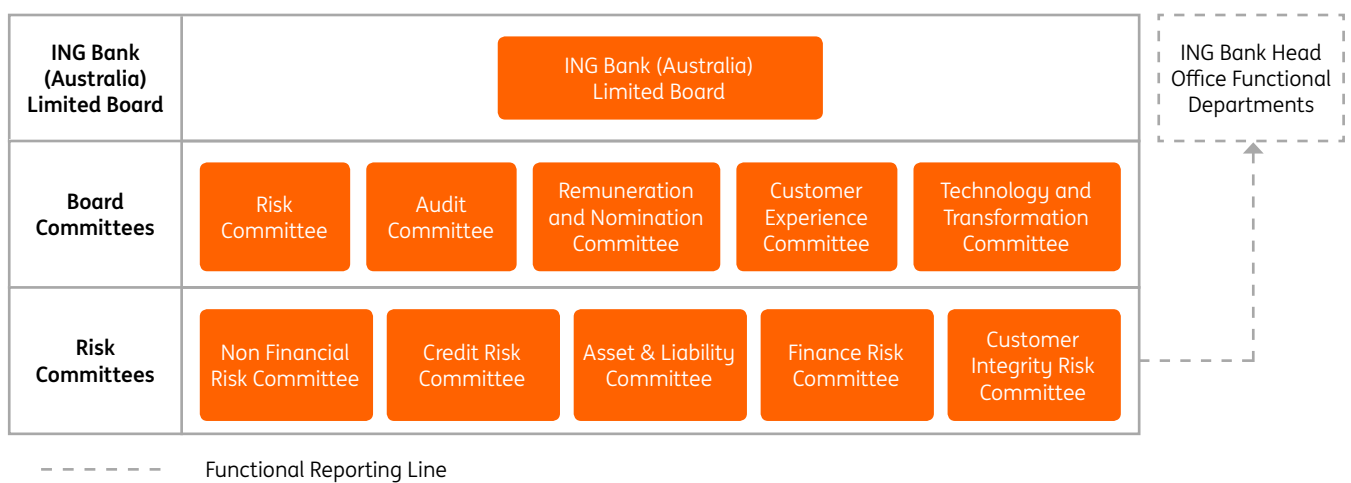 ING Bank
(Australia)
Limited Board
ING Bank (Australia)
Limited Board
ING Bank Head
Office Functional
Departments
Board
Committees
Risk
Committee
Audit
Committee
Remuneration
and Nomination
Committee
Customer
Experience
Committee
Technology and
Transformation
Committee
Risk
Committees
Non Financial
Risk Committee
Credit Risk
Committee
Asset & Liability
Committee
Finance Risk
Committee
Customer
Integrity Risk
Committee
Functional Reporting Line